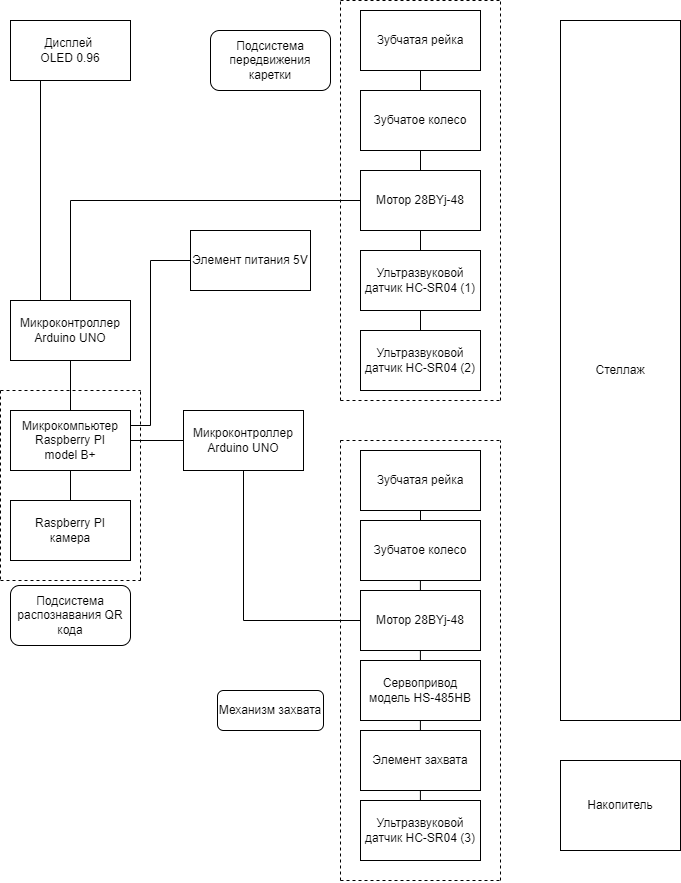 Дисплей
OLED 0.96
Подсистема
передвижения
каретки
Зубчатая рейка
Зубчатое колесо
Мотор 28BYj-48
Элемент питания 5V
Ультразвуковой
датчик HC-SR04 (1)
Микроконтроллер
Arduino UNO
Ультразвуковой
датчик HC-SR04 (2)
Стеллаж
Микрокомпьютер
Raspberry PI
model B+
Микроконтроллер
Arduino UNO
Raspberry PI
камера
Подсистема
распознавания QR
кода
Зубчатая рейка
Зубчатое колесо
Мотор 28BYj-48
Сервопривод
модель HS-485HB
Механизм захвата
Элемент захвата
Ультразвуковой
датчик HC-SR04 (3)
Накопитель